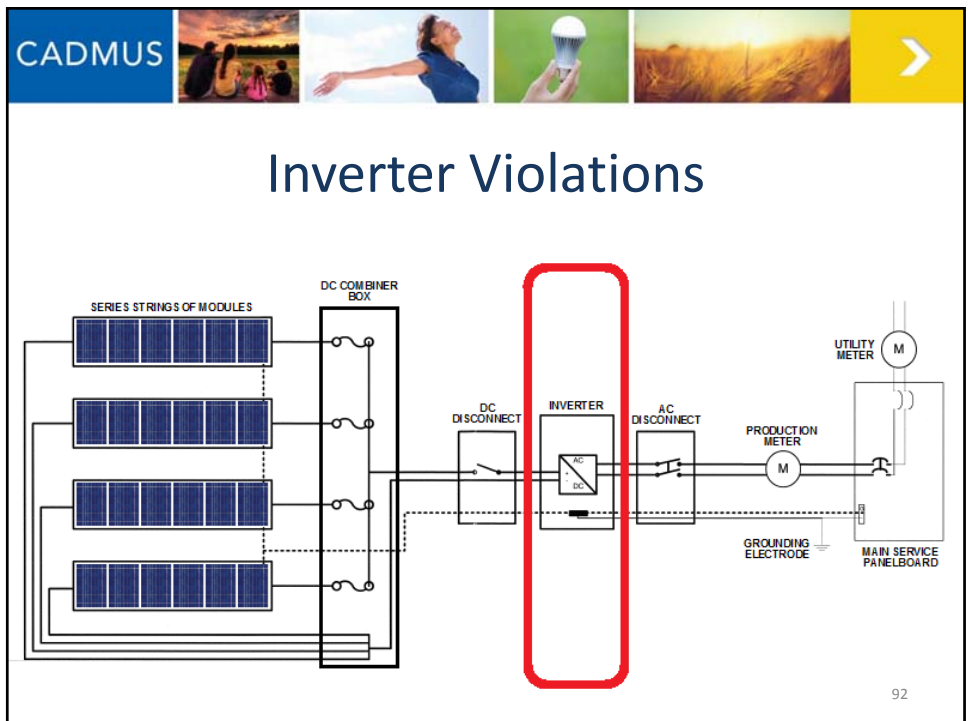 CADMUS
Inverter Violations
SERIES STRINGS OF MODULES
DC COMBINER
BOX
DC
DISCONNECT
INVERTER
AC
DISCONNECT
AC
DC
PRODUCTION
METER
M
UTILITY
METER
M
GROUNDING
ELECTRODE
MAIN SERVICE
PANELBOARD
92